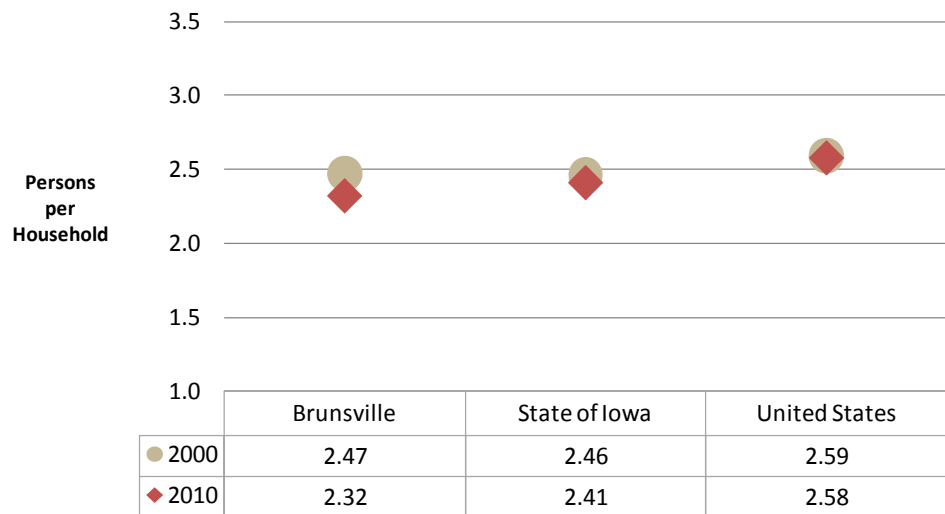 3.5
3.0
2.5
2.0
1.5
1.0
Persons
per
Household
Brunsville State of Iowa United States
2000 2.47 2.46 2.59
2010 2.32 2.41 2.58